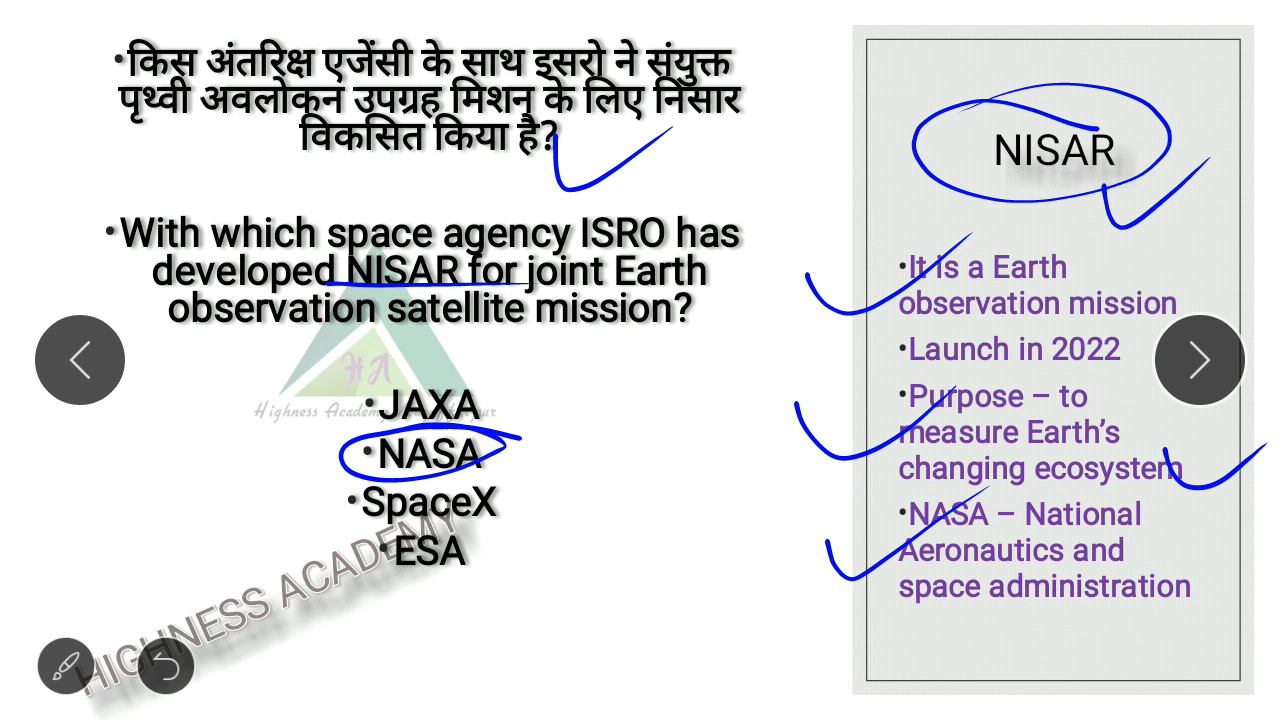 •किस अंतरिक्ष एजेंसी के साथ इसरो ने संयुक्त
पृथ्वी अवलोकन उपग्रह मिशन के लिए निसार
विकसित किया है?
•With which space agency ISRO has
developed NISAR for joint Earth
observation satellite mission?
•JAXA
•NASA
•SpaceX
•ESA
HA
HIGHNESS ACADEMY
NISAR
•It is a Earth
observation mission
•Launch in 2022
•Purpose – to
measure Earth’s
changing ecosystem
•NASA – National
Aeronautics and
space administration